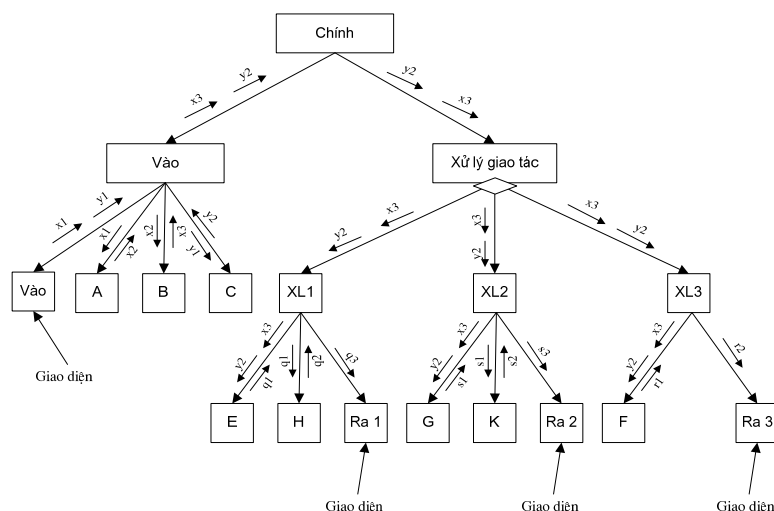 Chính
x3
y2
y2
x3
Vào
Xử lý giao tác
x1
y1
x1
x2
x2
x3
y2
y1
x3
y2
x3
y2
x3
y2
Vào
A
B
C
XL1
XL2
XL3
Giao diện
x3
y2
q1
q1
q2
q3
x3
y2
s1
s1
s2
s3
x3
y2
r1
r2
E
H
Ra 1
G
K
Ra 2
F
Ra 3
Giao diện
Giao diện
Giao diện